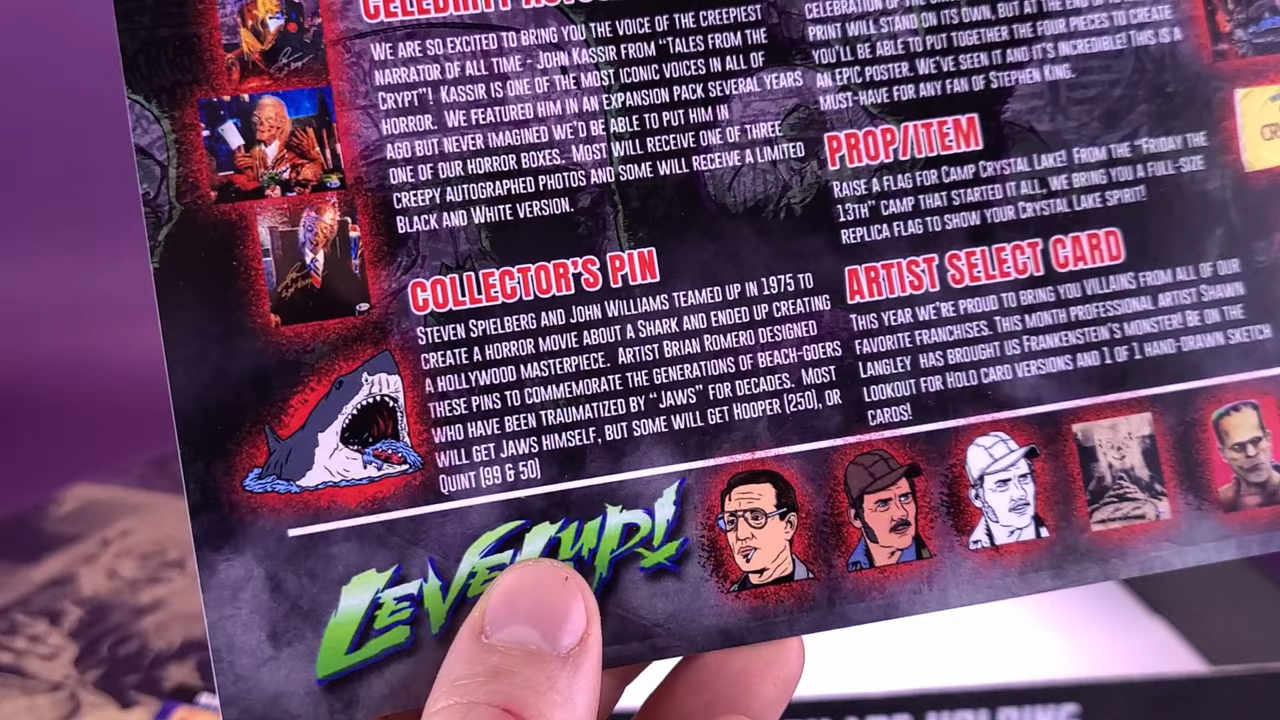 WE ARE SO EXCITED TO BRING YOU THE VOICE OF THE CREEPIEST
NARRATOR OF ALL TIME - JOHN KASSIR FROM "TALES FROM THE
CRYPT"! KASSIR IS ONE OF THE MOST ICONIC VOICES IN ALL OF
HORROR. WE FEATURED HIM IN AN EXPANSION PACK SEVERAL YEARS
AGO BUT NEVER IMAGINED WE'D BE ABLE TO PUT HIM IN
ONE OF OUR HORROR BOXES. MOST WILL RECEIVE ONE OF THREE
CREEPY AUTOGRAPHED PHOTOS AND SOME WILL RECEIVE A LIMITED
BLACK AND WHITE VERSION.
COLLECTOR'S PIN
STEVEN SPIELBERG AND JOHN WILLIAMS TEAMED UP IN 1975 TO
CREATE A HORROR MOVIE ABOUT A SHARK AND ENDED UP CREATING
A HOLLYWOOD MASTERPIECE. ARTIST BRIAN ROMERO DESIGNED
THESE PINS TO COMMEMORATE THE GENERATIONS OF BEACH-GOERS
WHO HAVE BEEN TRAUMATIZED BY "JAWS" FOR DECADES. MOST
WILL GET JAWS HIMSELF, BUT SOME WILL GET HOOPER (250), OR
QUINT (99 & 50)
PRINT WILL STAND ON ITS OWN, BUT AT THE END OF
YOU'LL BE ABLE TO PUT TOGETHER THE FOUR PIECES TO CREATE
AN EPIC POSTER. WE'VE SEEN IT AND IT'S INCREDIBLE! THIS IS A
MUST-HAVE FOR ANY FAN OF STEPHEN KING.
PROP/ITEM
RAISE A FLAG FOR CAMP CRYSTAL LAKE! FROM THE "FRIDAY THE
13TH" CAMP THAT STARTED IT ALL, WE BRING YOU A FULL-SIZE
REPLICA FLAG TO SHOW YOUR CRYSTAL LAKE SPIRIT!
ARTIST SELECT CARD
THIS YEAR WE'RE PROUD TO BRING YOU VILLAINS FROM ALL OF OUR
FAVORITE FRANCHISES. THIS MONTH PROFESSIONAL ARTIST SHAWN
LANGLEY HAS BROUGHT US FRANKENSTEIN'S MONSTER! BE ON THE
LOOKOUT FOR HOLO CARD VERSIONS AND 1 OF 1 HAND-DRAWN SKETCH
CARDS!
LEVEL UP!